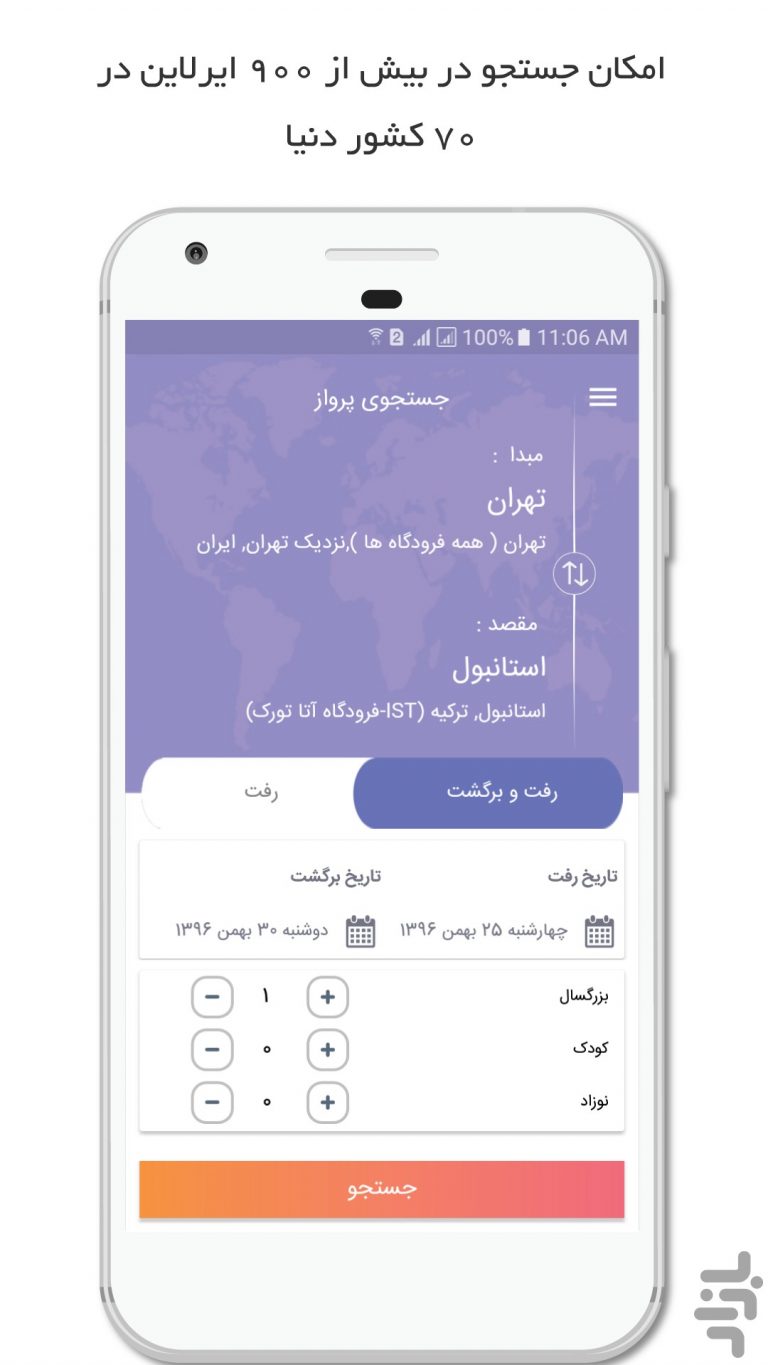 امکان جستجو در بیش از ۹۰۰ ایرلاین در
۷۰ کشور دنیا
2 100% 11:06 AM
جستجوی پرواز
مبدا :
تهران
تهران ( همه فرودگاه ها ),نزدیک تهران, ایران
مقصد :
استانبول
استانبول, ترکیه (IST-فرودگاه آتا تورک)
رفت و برگشت
رفت
تاریخ رفت
تاریخ برگشت
چهارشنبه ۲۵ بهمن ۱۳۹۶
دوشنبه ۳۰ بهمن ۱۳۹۶
بزرگسال + ۱ −
کودک + ۰ −
نوزاد + ۰ −
جستجو
بازار